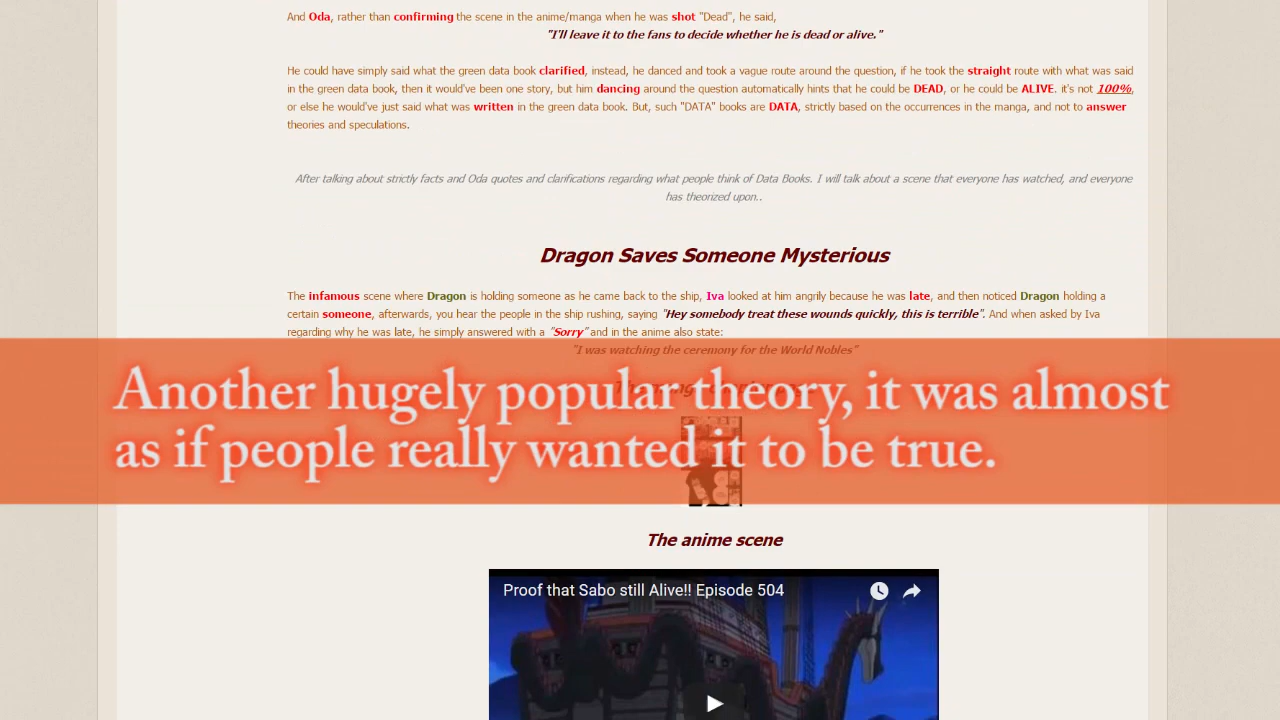 And Oda, rather than confirming the scene in the anime/manga when he was shot "Dead", he said,
"I'll leave it to the fans to decide whether he is dead or alive."
He could have simply said what the green data book clarified, instead, he danced and took a vague route around the question, if he took the straight route with what was said
in the green data book, then it would've been one story, but him dancing around the question automatically hints that he could be DEAD, or he could be ALIVE. it's not 100%,
or else he would've just said what was written in the green data book. But, such "DATA" books are DATA, strictly based on the occurrences in the manga, and not to answer
theories and speculations.
After talking about strictly facts and Oda quotes and clarifications regarding what people think of Data Books. I will talk about a scene that everyone has watched, and everyone
has theorized upon..
Dragon Saves Someone Mysterious
The infamous scene where Dragon is holding someone as he came back to the ship, Iva looked at him angrily because he was late, and then noticed Dragon holding a
certain someone, afterwards, you hear the people in the ship rushing, saying "Hey somebody treat these wounds quickly, this is terrible". And when asked by Iva
regarding why he was late, he simply answered with a "Sorry" and in the anime also state:
"I was watching the ceremony for the World Nobles"
Another hugely popular theory, it was almost
as if people really wanted it to be true.
The anime scene
Proof that Sabo still Alive!! Episode 504